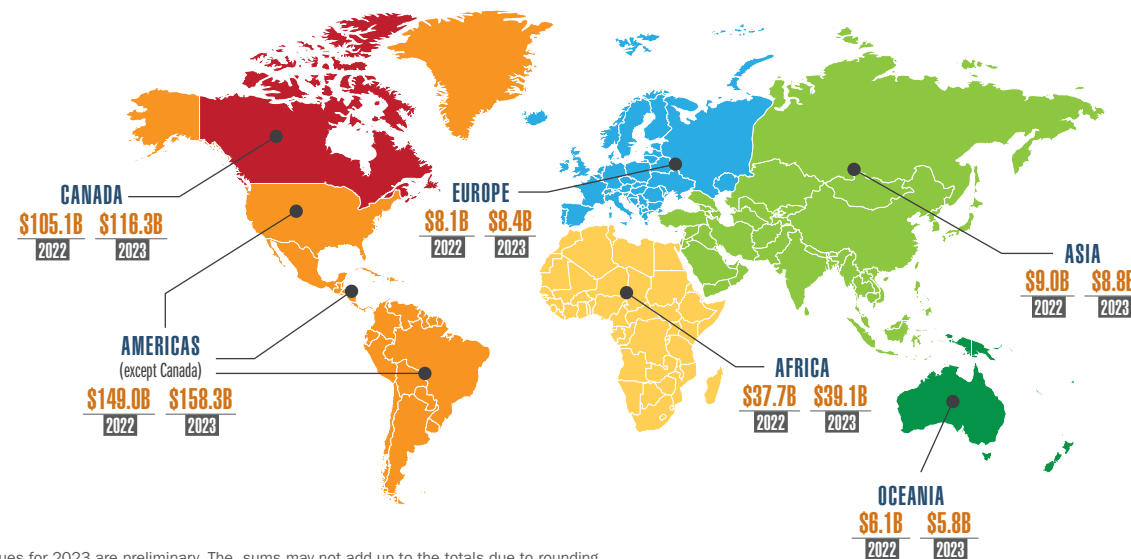 CANADA
$105.1B $116.3B
2022 2023
EUROPE
$8.1B $8.4B
2022 2023
ASIA
$9.0B $8.8B
2022 2023
AMERICAS
(except Canada)
$149.0B $158.3B
2022 2023
AFRICA
$37.7B $39.1B
2022 2023
OCEANIA
$6.1B $5.8B
2022 2023
for 2023 are preliminary. The sums may not add up to the totals due to rounding.